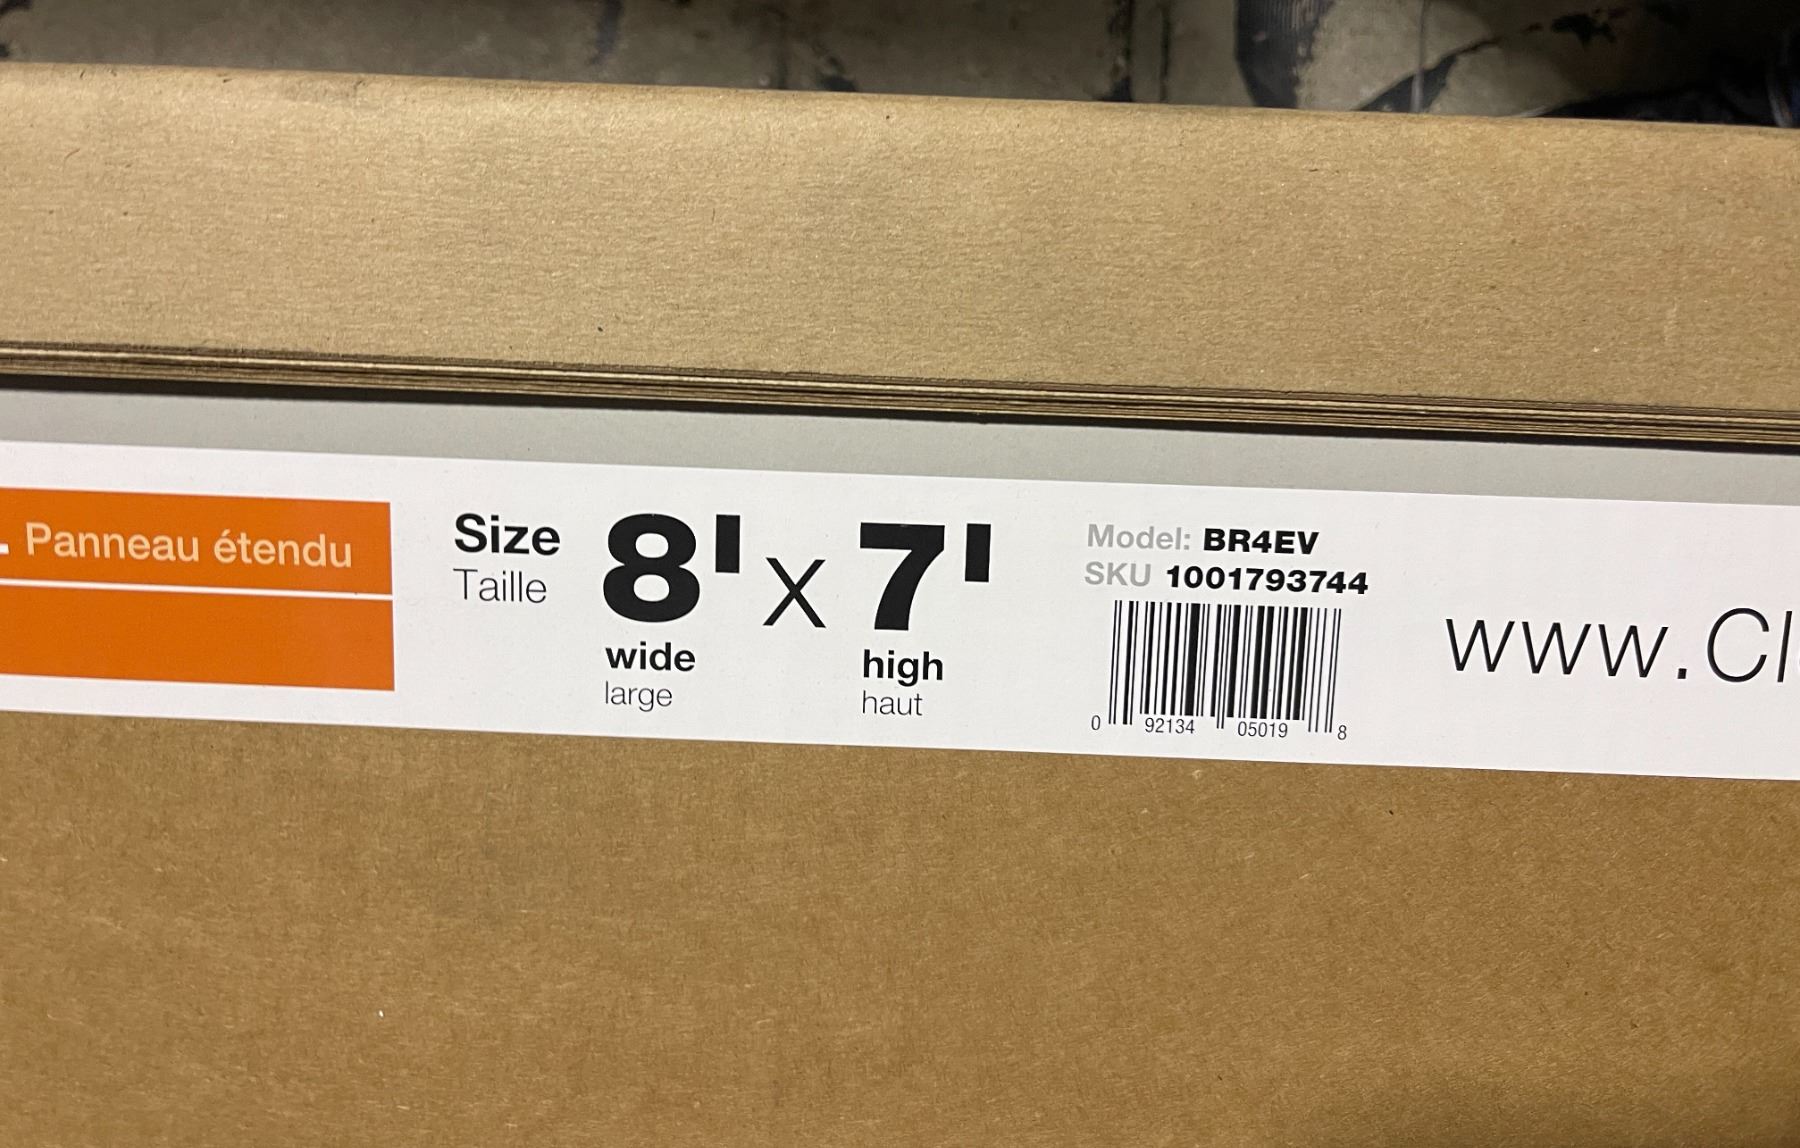 . Panneau étendu
Size
Taille
8' x 7'
wide
large
high
haut
Model: BR4EV
SKU 1001793744
0 92134 05019 8
www.Cl